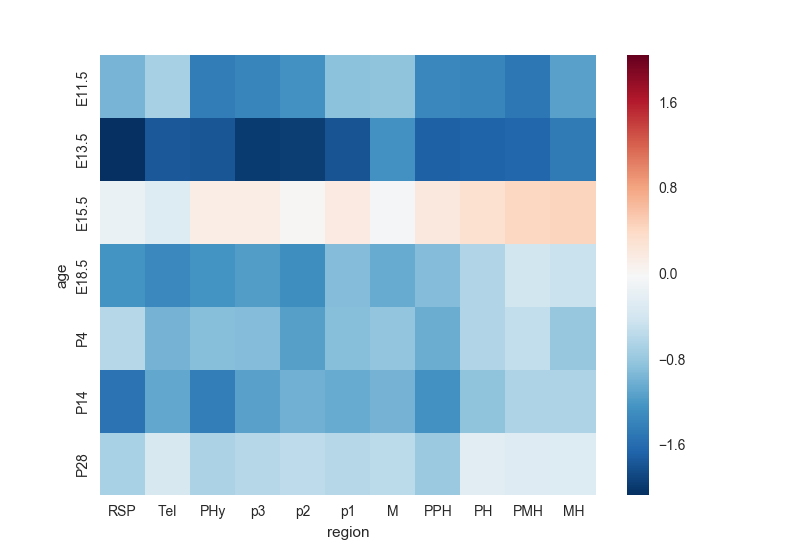 E11.5
E13.5
E15.5
E18.5
P4
P14
P28
age
RSP Tel PHy p3 p2 p1 M PPH PH PMH MH
region
1.6
0.8
0.0
−0.8
−1.6